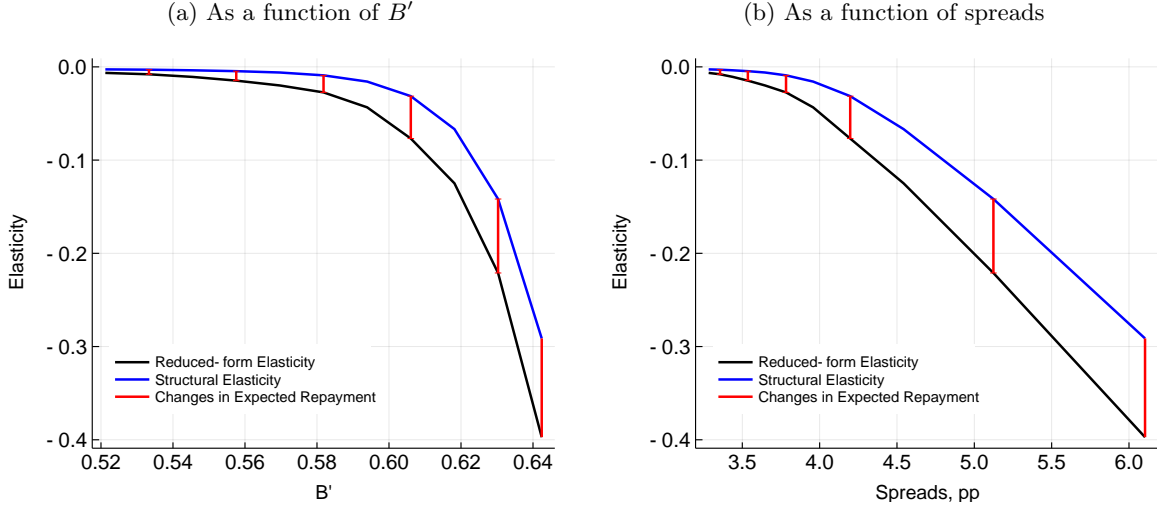 (a) As a function of B′
0.0
- 0.1
- 0.2
- 0.3
- 0.4
Elasticity
Reduced- form Elasticity
Structural Elasticity
Changes in Expected Repayment
0.52 0.54 0.56 0.58 0.60 0.62 0.64
B'
(b) As a function of spreads
0.0
- 0.1
- 0.2
- 0.3
- 0.4
Elasticity
Reduced- form Elasticity
Structural Elasticity
Changes in Expected Repayment
3.5 4.0 4.5 5.0 5.5 6.0
Spreads, pp